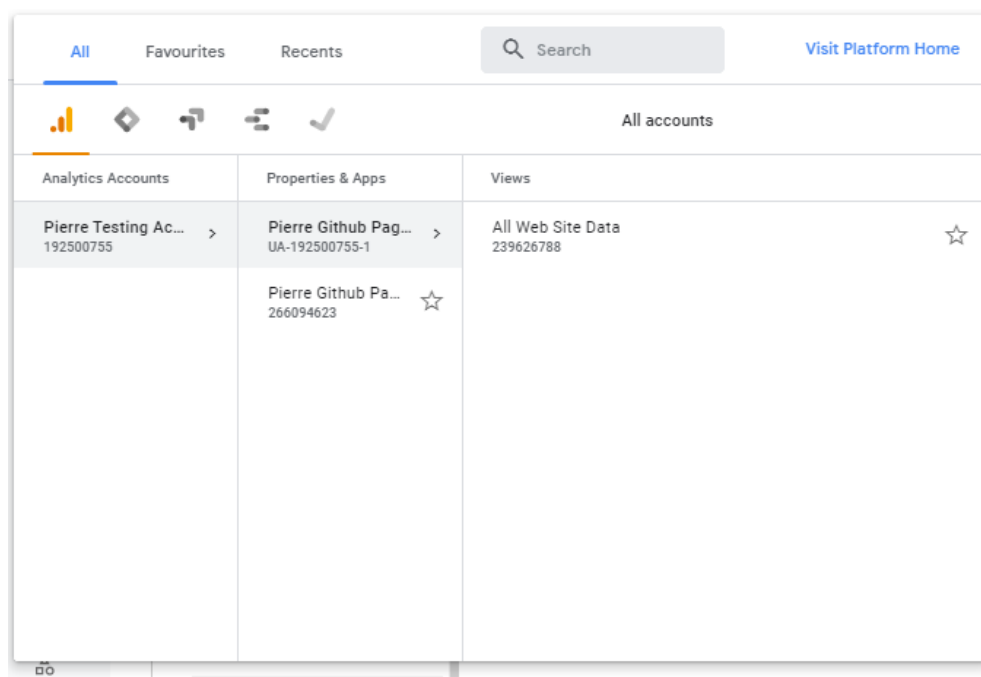 All
Favourites
Recents
Search
Visit Platform Home
All accounts
Analytics Accounts
Properties & Apps
Views
Pierre Testing Ac...
192500755
Pierre Github Pag...
UA-192500755-1
All Web Site Data
239626788
Pierre Github Pa...
266094623